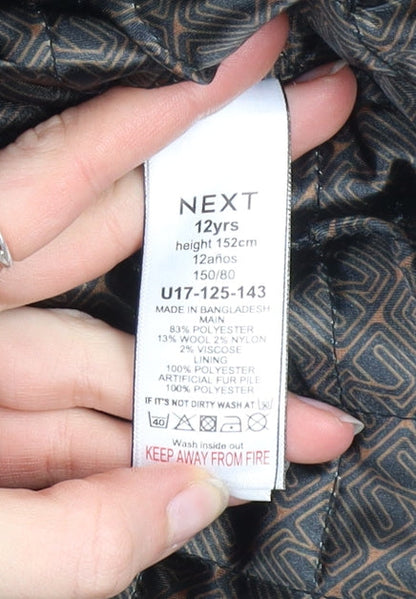 NEXT
12yrs
height 152cm
12años
150/80
U17-125-143
MADE IN BANGLADESH
MAIN
83% POLYESTER
13% WOOL 2% NYLON
2% VISCOSE
LINING
100% POLYESTER
ARTIFICIAL FUR PILE
100% POLYESTER
IF IT'S NOT DIRTY WASH AT 30
40
Wash inside out
KEEP AWAY FROM FIRE